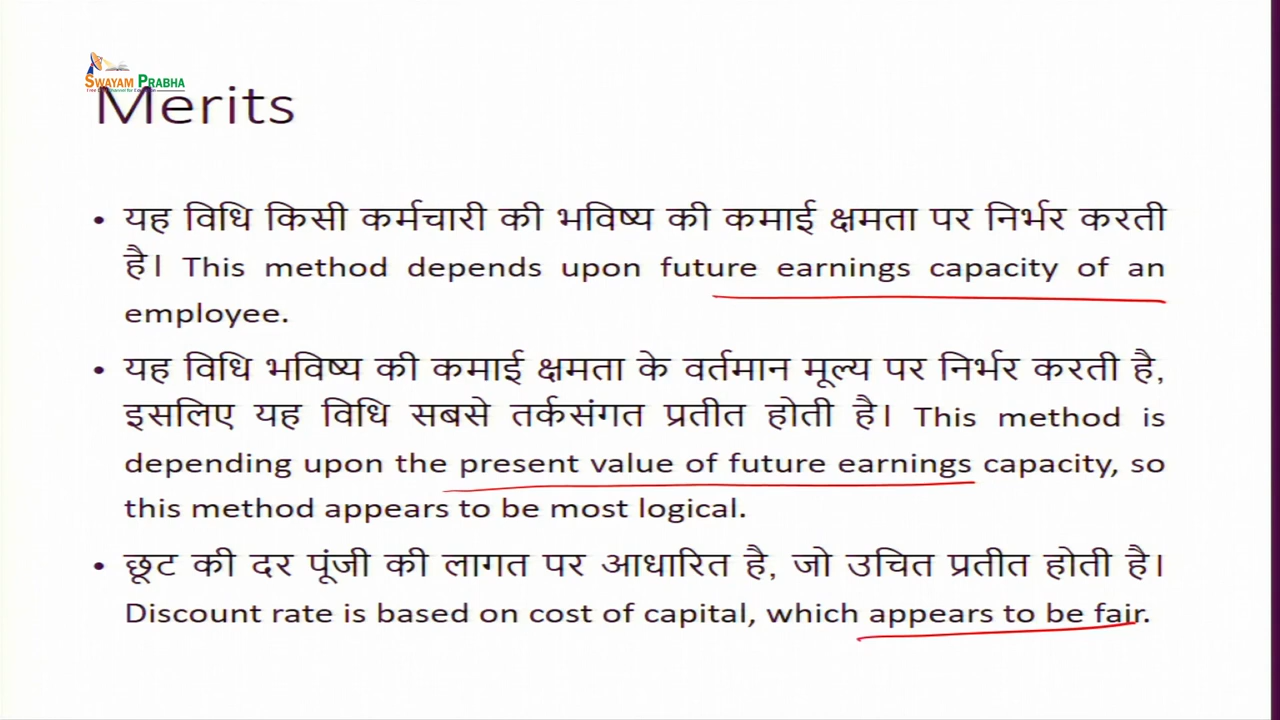 SWAYAM PRABHA
Merits
• यह विधि किसी कर्मचारी की भविष्य की कमाई क्षमता पर निर्भर करती
है। This method depends upon future earnings capacity of an
employee.
• यह विधि भविष्य की कमाई क्षमता के वर्तमान मूल्य पर निर्भर करती है,
इसलिए यह विधि सबसे तर्कसंगत प्रतीत होती है। This method is
depending upon the present value of future earnings capacity, so
this method appears to be most logical.
• छूट की दर पूंजी की लागत पर आधारित है, जो उचित प्रतीत होती है।
Discount rate is based on cost of capital, which appears to be fair.